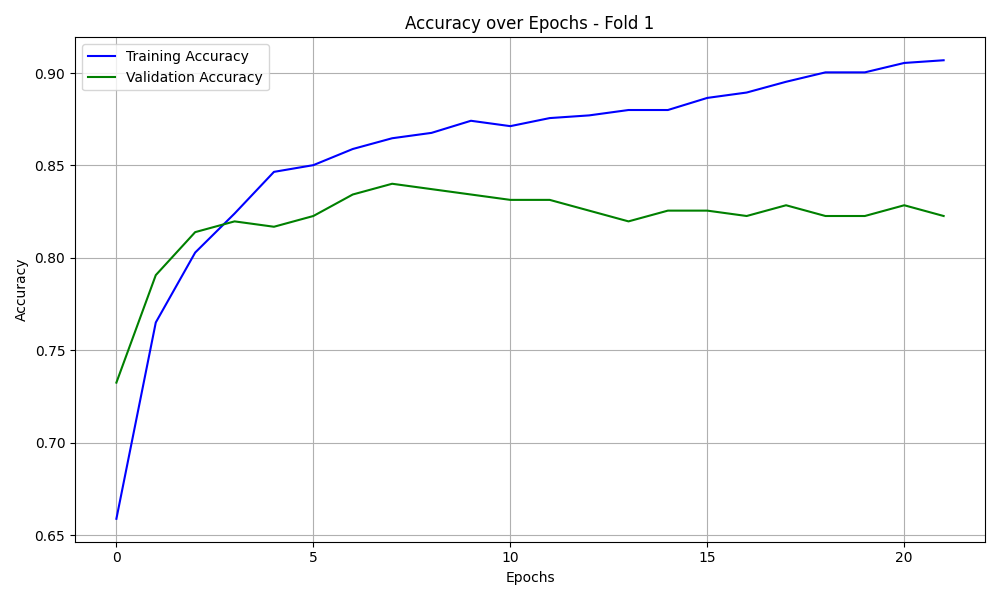 Accuracy over Epochs - Fold 1
Training Accuracy
Validation Accuracy
0.90
0.85
0.80
0.75
0.70
0.65
Accuracy
0 5 10 15 20
Epochs